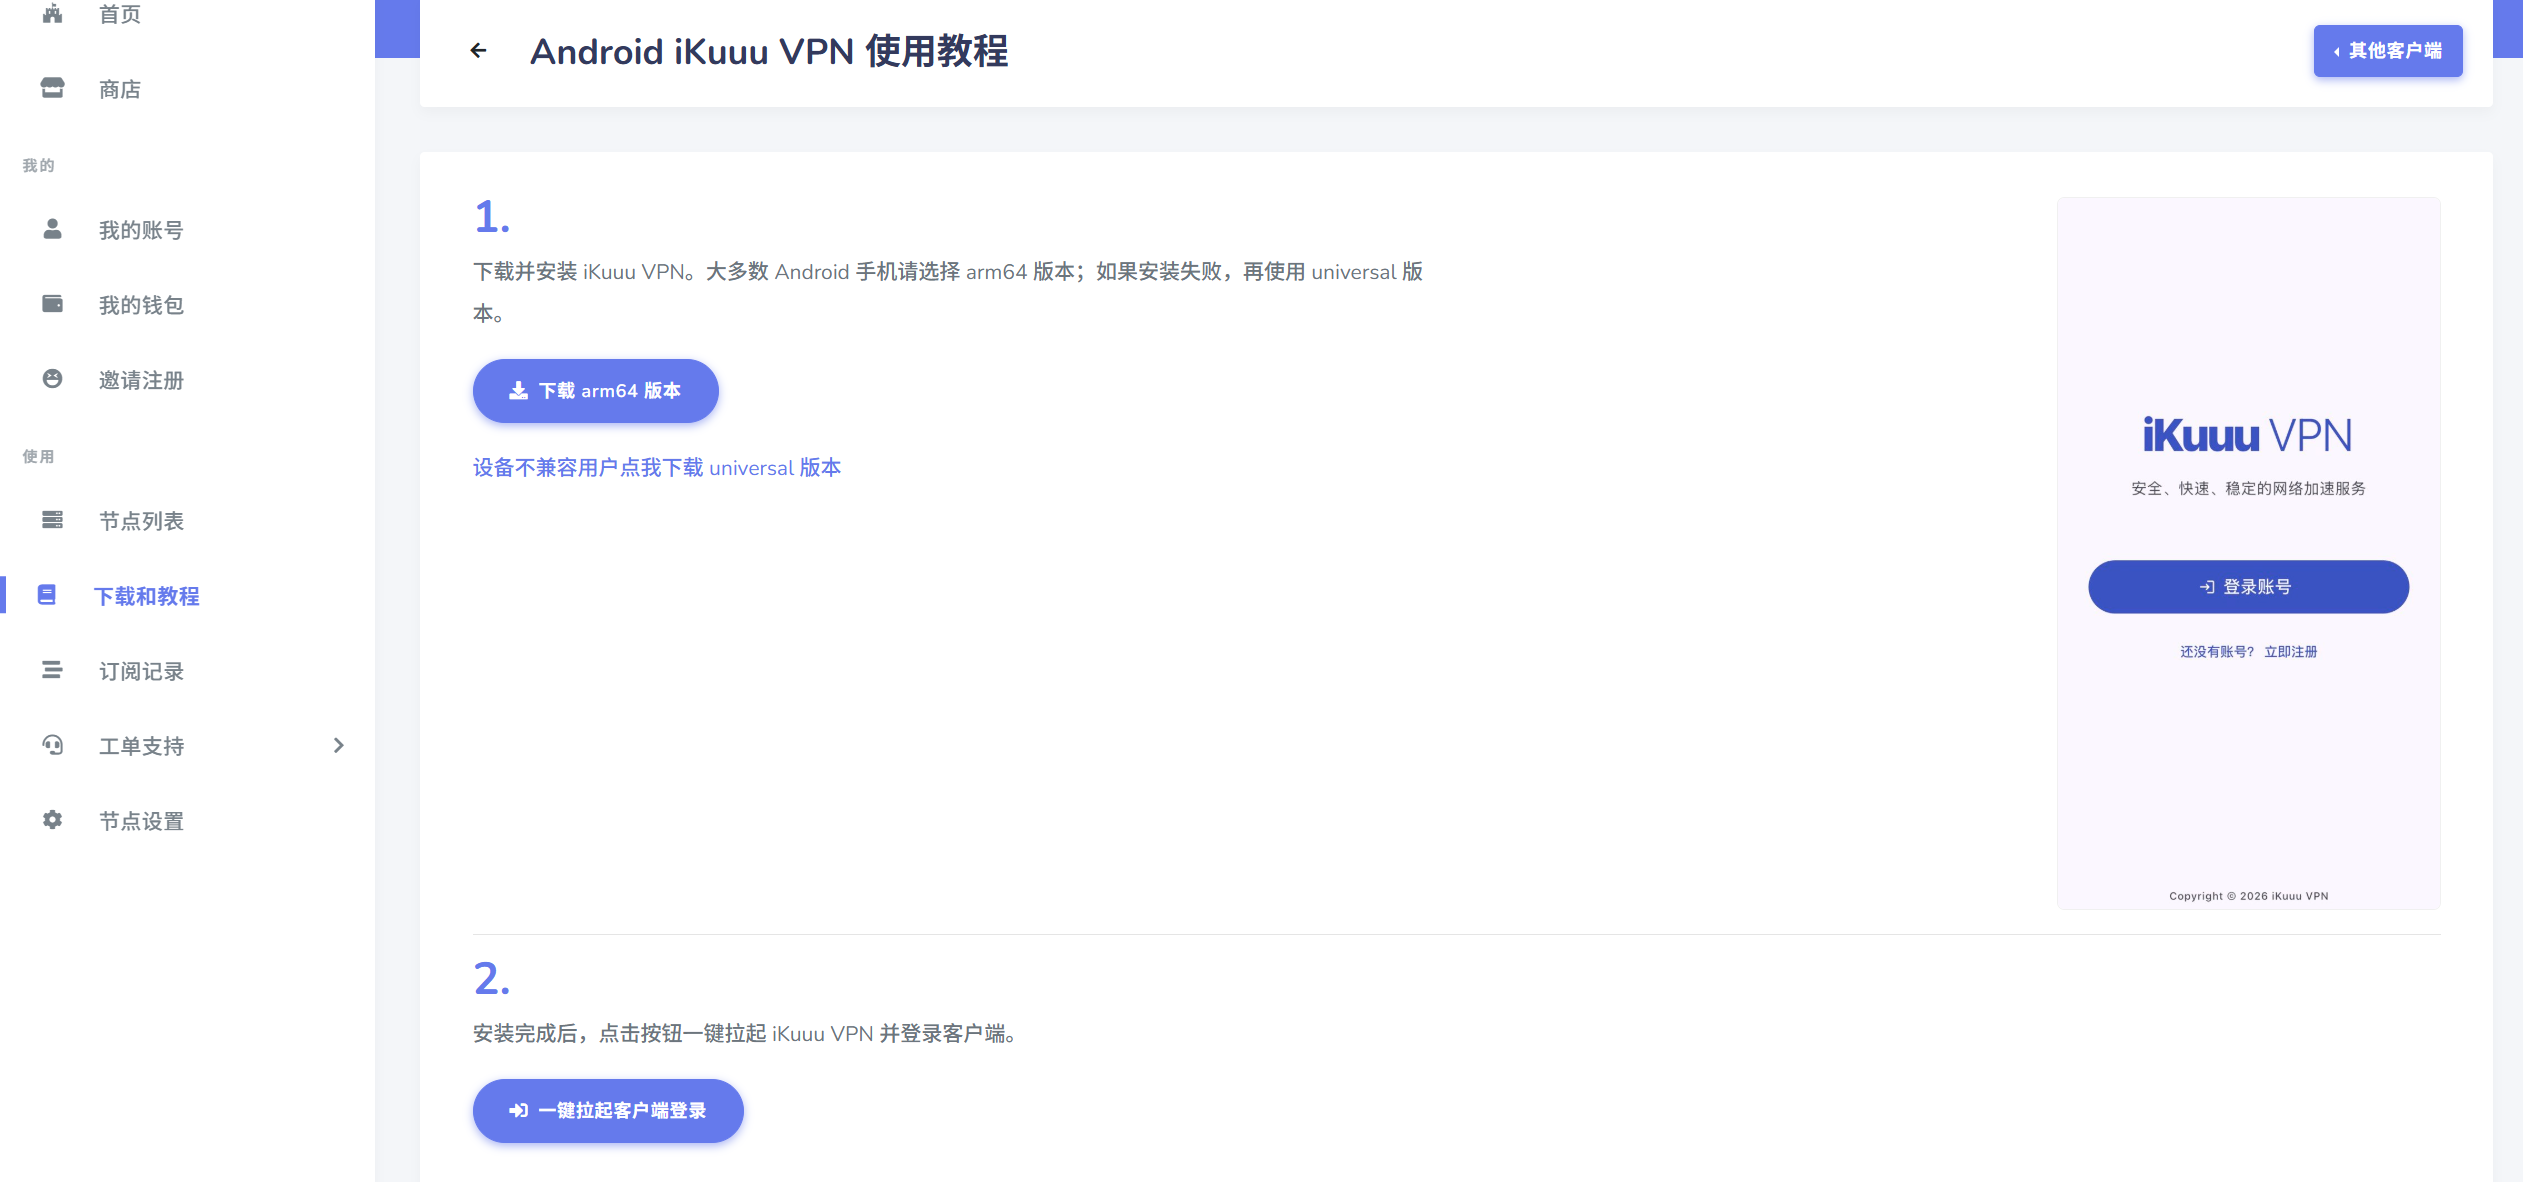 首页
商店
我的
我的账号
我的钱包
邀请注册
使用
节点列表
下载和教程
订阅记录
工单支持
节点设置
Android iKuuu VPN 使用教程
其他客户端
1.
下载并安装 iKuuu VPN。大多数 Android 手机请选择 arm64 版本；如果安装失败，再使用 universal 版
本。
下载 arm64 版本
设备不兼容用户点我下载 universal 版本
iKuuu VPN
安全、快速、稳定的网络加速服务
登录账号
还没有账号？ 立即注册
Copyright © 2026 iKuuu VPN
2.
安装完成后，点击按钮一键拉起 iKuuu VPN 并登录客户端。
一键拉起客户端登录